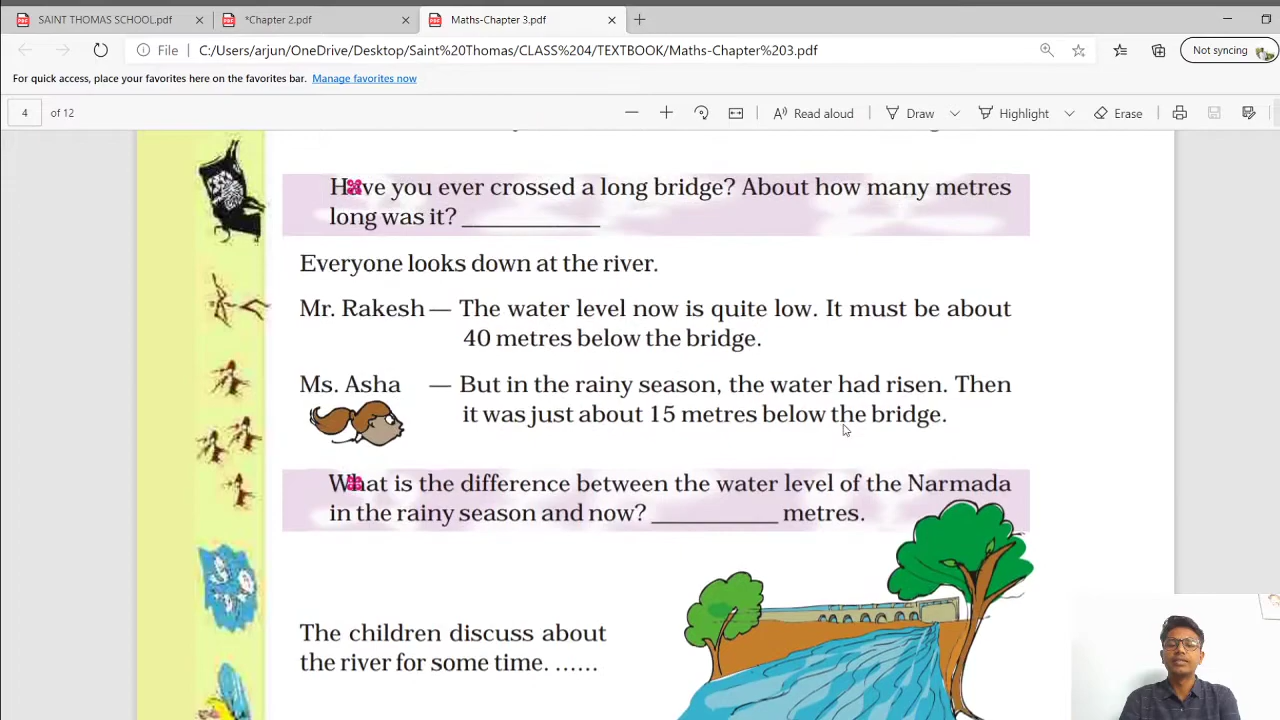 SAINT THOMAS SCHOOL.pdf
*Chapter 2.pdf
Maths-Chapter 3.pdf
File
C:/Users/arjun/OneDrive/Desktop/Saint%20Thomas/CLASS%204/TEXTBOOK/Maths-Chapter%203.pdf
Not syncing
For quick access, place your favorites here on the favorites bar. Manage favorites now
4 of 12
Read aloud
Draw
Highlight
Erase
Have you ever crossed a long bridge? About how many metres
long was it? ___________
Everyone looks down at the river.
Mr. Rakesh — The water level now is quite low. It must be about
40 metres below the bridge.
Ms. Asha — But in the rainy season, the water had risen. Then
it was just about 15 metres below the bridge.
What is the difference between the water level of the Narmada
in the rainy season and now? __________ metres.
The children discuss about
the river for some time. ......